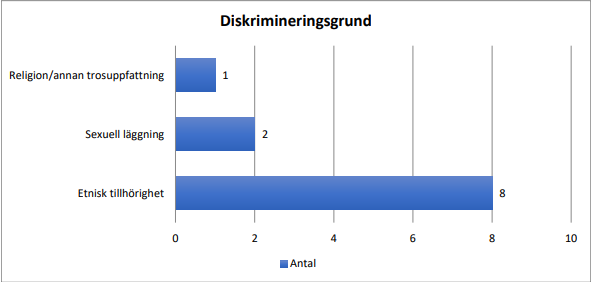 Diskrimineringsgrund
Religion/annan trosuppfattning
1
Sexuell läggning
2
Etnisk tillhörighet
8
0 2 4 6 8 10
Antal